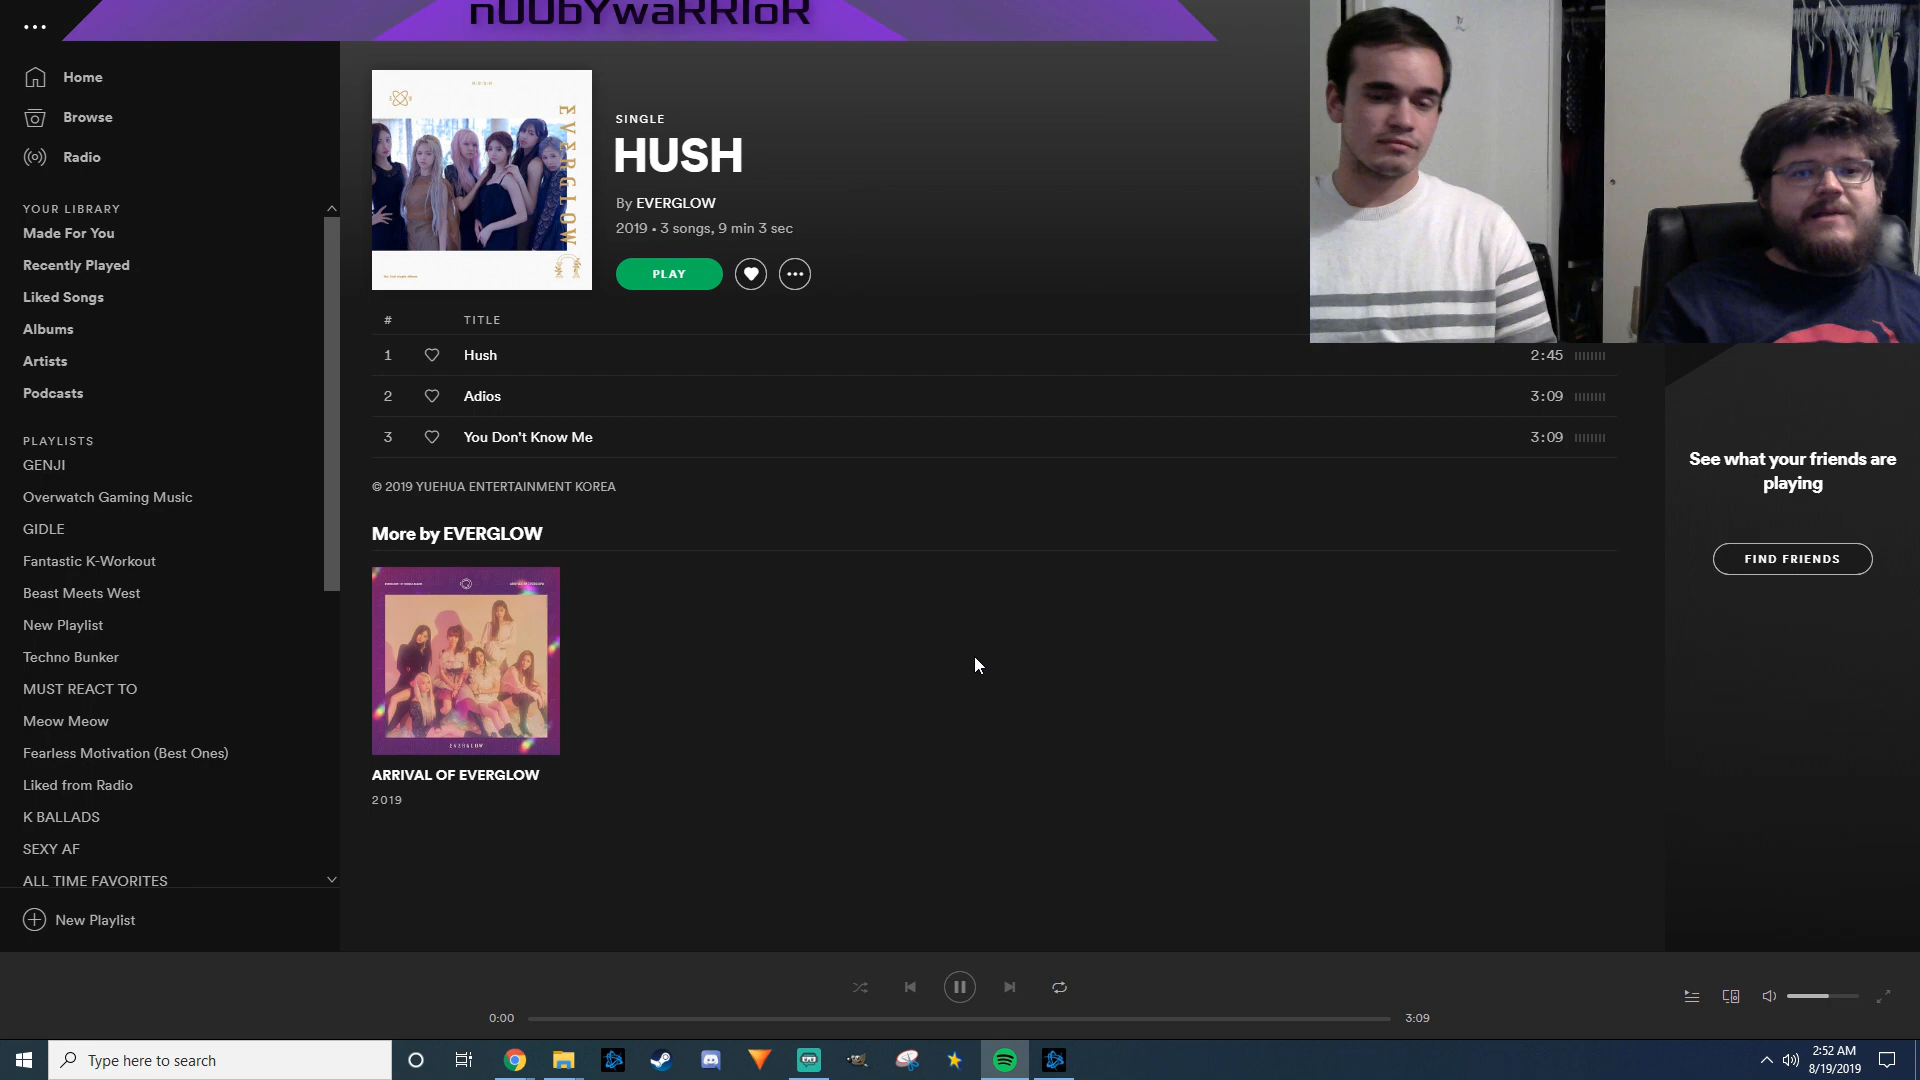 n00bYwaRRIoR
Home
Browse
Radio
YOUR LIBRARY
Made For You
Recently Played
Liked Songs
Albums
Artists
Podcasts
PLAYLISTS
GENJI
Overwatch Gaming Music
GIDLE
Fantastic K-Workout
Beast Meets West
New Playlist
Techno Bunker
MUST REACT TO
Meow Meow
Fearless Motivation (Best Ones)
Liked from Radio
K BALLADS
SEXY AF
ALL TIME FAVORITES
New Playlist
EVERGLOW
SINGLE
HUSH
By EVERGLOW
2019 • 3 songs, 9 min 3 sec
PLAY
# TITLE
1 Hush 2:45
2 Adios 3:09
3 You Don't Know Me 3:09
© 2019 YUEHUA ENTERTAINMENT KOREA
More by EVERGLOW
EVERGLOW
ARRIVAL OF EVERGLOW
2019
See what your friends are
playing
FIND FRIENDS
0:00 3:09
Type here to search
2:52 AM
8/19/2019